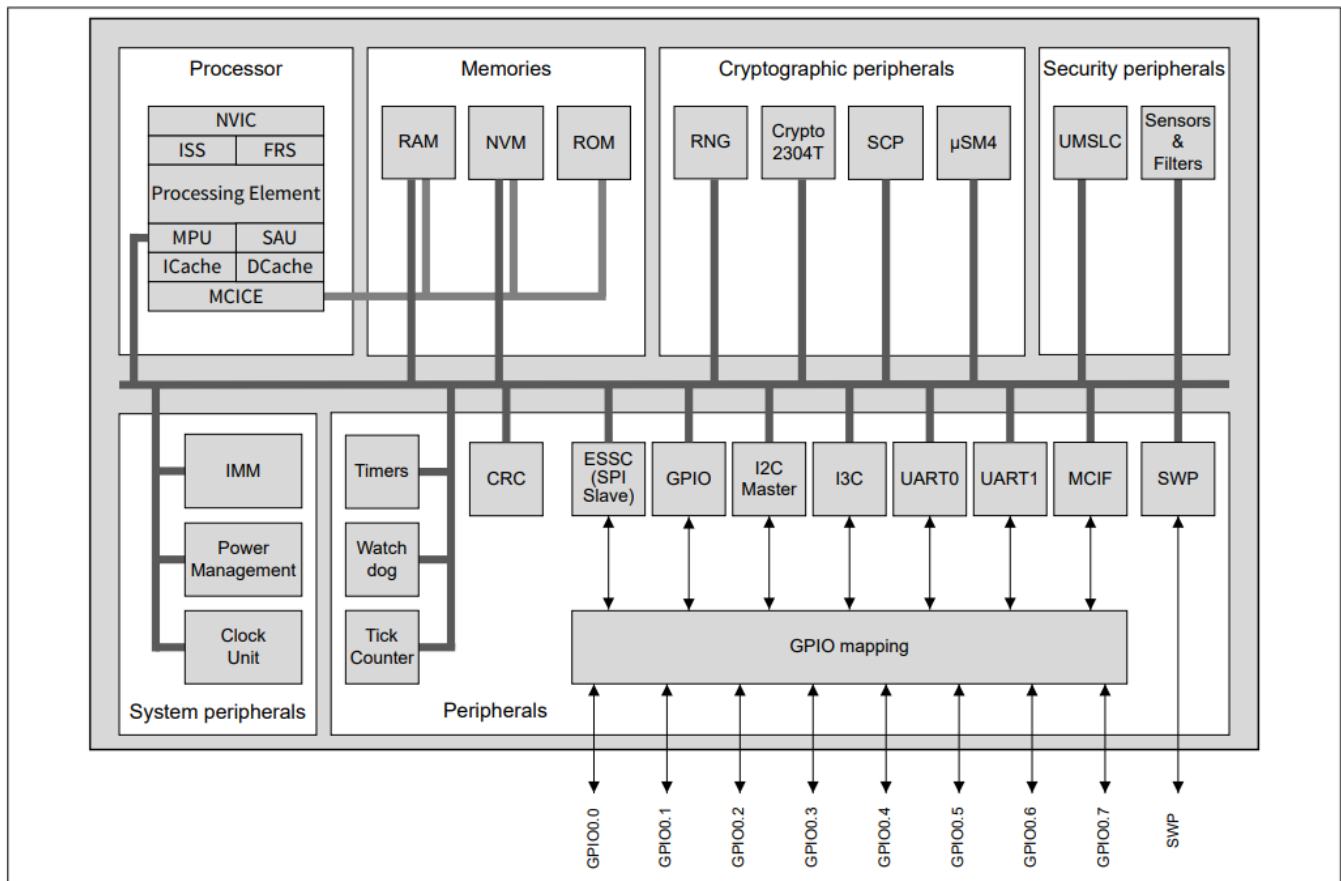 Processor
Memories
Cryptographic peripherals
Security peripherals
NVIC
ISS
FRS
Processing Element
MPU
SAU
ICache
DCache
MCICE
RAM
NVM
ROM
RNG
Crypto
2304T
SCP
µSM4
UMSLC
Sensors
&
Filters
IMM
Power
Management
Clock
Unit
System peripherals
Timers
Watch
dog
Tick
Counter
CRC
ESSC
(SPI
Slave)
GPIO
I2C
Master
I3C
UART0
UART1
MCIF
SWP
GPIO mapping
Peripherals
GPIO0.0
GPIO0.1
GPIO0.2
GPIO0.3
GPIO0.4
GPIO0.5
GPIO0.6
GPIO0.7
SWP